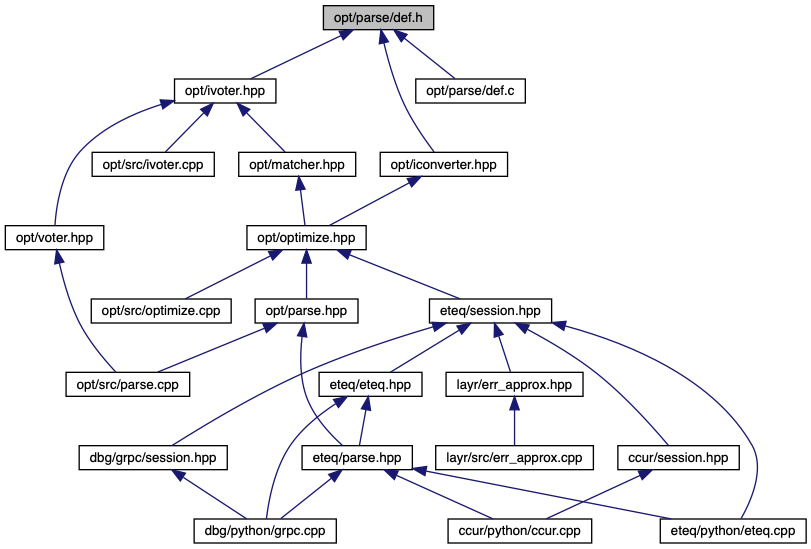 opt/parse/def.h
opt/ivoter.hpp
opt/parse/def.c
opt/src/ivoter.cpp
opt/matcher.hpp
opt/iconverter.hpp
opt/voter.hpp
opt/optimize.hpp
opt/src/optimize.cpp
opt/parse.hpp
eteq/session.hpp
opt/src/parse.cpp
eteq/eteq.hpp
layr/err_approx.hpp
dbg/grpc/session.hpp
eteq/parse.hpp
layr/src/err_approx.cpp
ccur/session.hpp
dbg/python/grpc.cpp
ccur/python/ccur.cpp
eteq/python/eteq.cpp